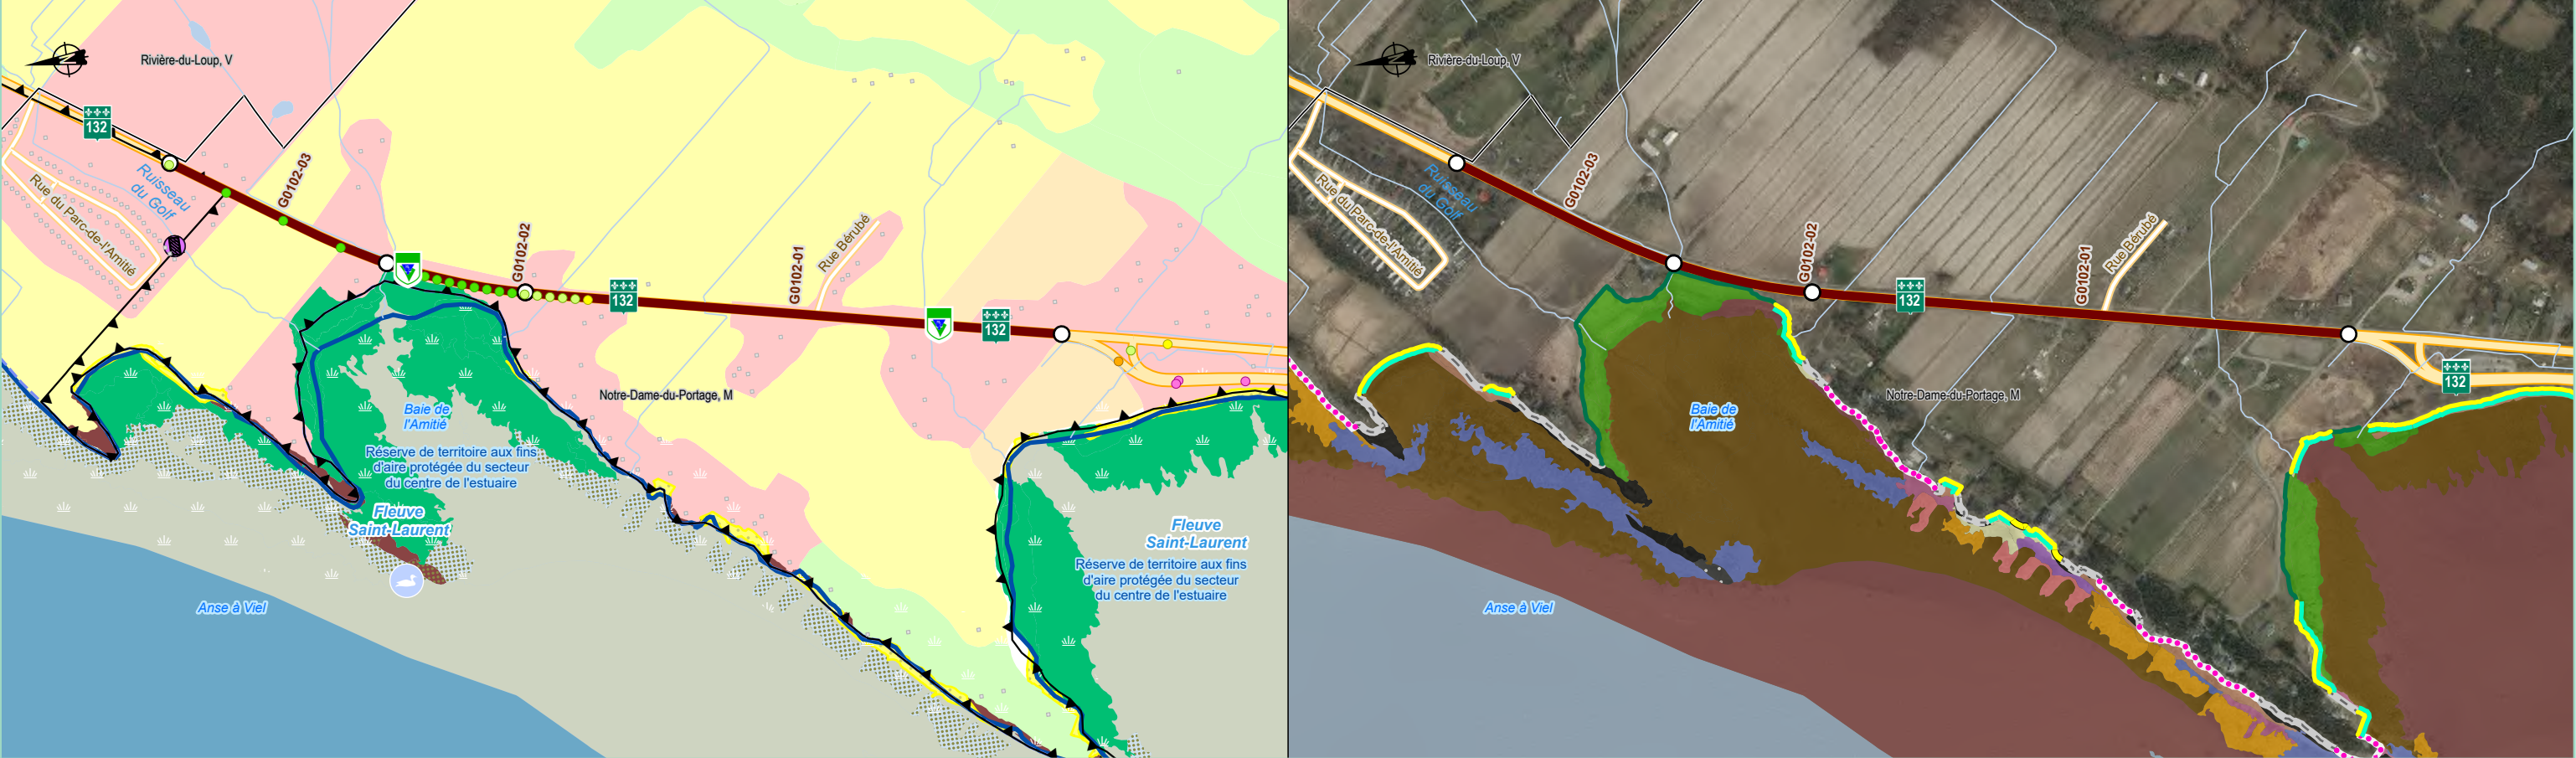 Rivière-du-Loup, V
132
Ruisseau
du Golf
Rue du Parc-de-l'Amitié
G0102-03
G0102-02
132
G0102-01
Rue Bérubé
132
Notre-Dame-du-Portage, M
Baie de
l'Amitié
Réserve de territoire aux fins
d'aire protégée du secteur
du centre de l'estuaire
Fleuve
Saint-Laurent
Fleuve
Saint-Laurent
Réserve de territoire aux fins
d'aire protégée du secteur
du centre de l'estuaire
Anse à Viel
Rivière-du-Loup, V
Ruisseau
du Golf
Rue du Parc-de-l'Amitié
G0102-03
G0102-02
132
G0102-01
Rue Bérubé
132
Notre-Dame-du-Portage, M
Baie de
l'Amitié
Anse à Viel